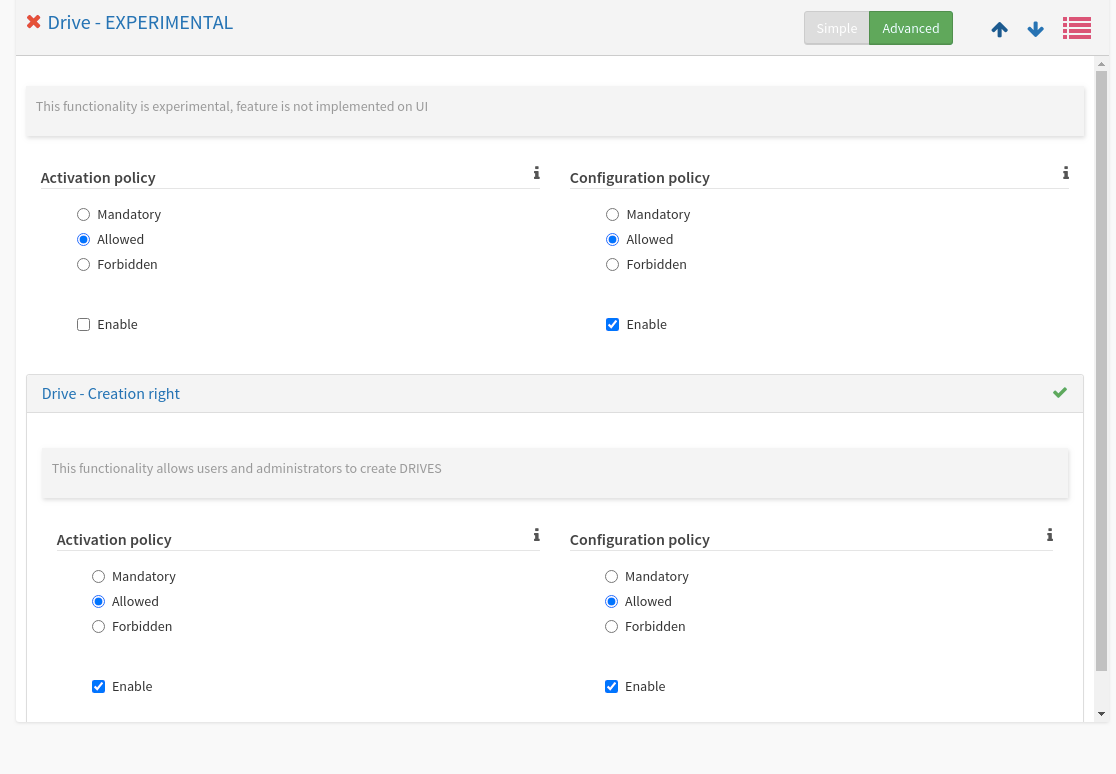 Drive - EXPERIMENTAL
Simple
Advanced
This functionality is experimental, feature is not implemented on UI
Activation policy
Mandatory
Allowed
Forbidden
Enable
Configuration policy
Mandatory
Allowed
Forbidden
Enable
Drive - Creation right
This functionality allows users and administrators to create DRIVES
Activation policy
Mandatory
Allowed
Forbidden
Enable
Configuration policy
Mandatory
Allowed
Forbidden
Enable